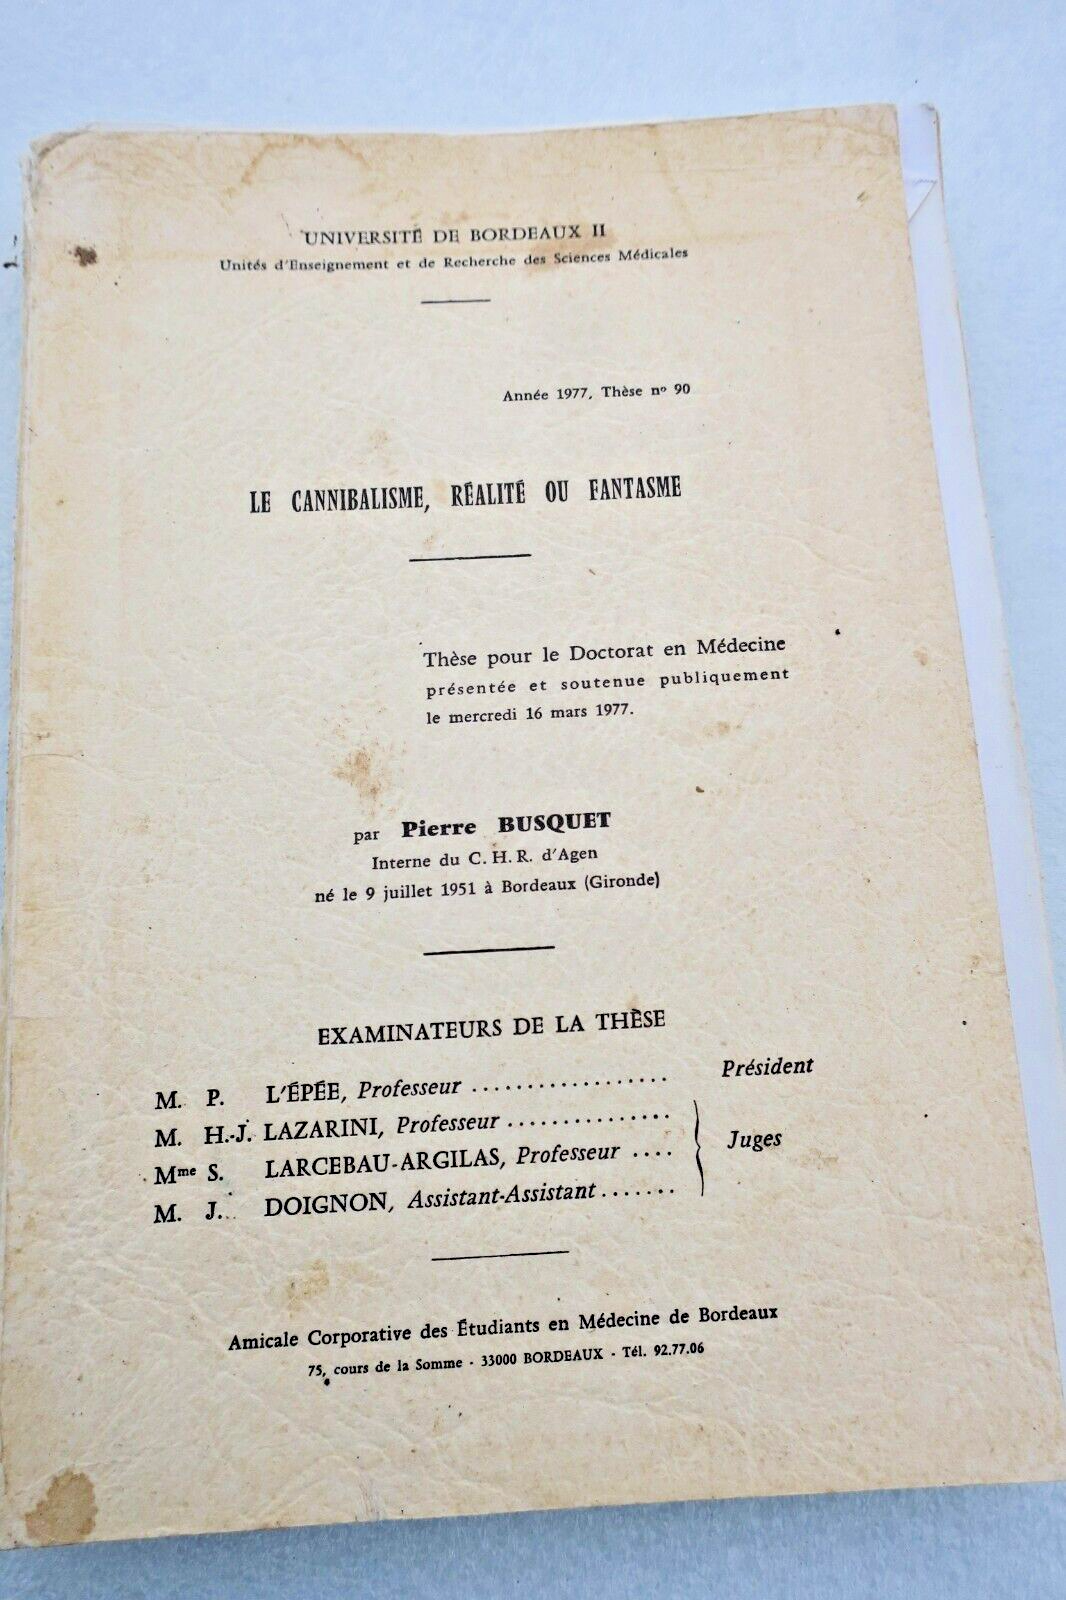 UNIVERSITÉ DE BORDEAUX II
Unités d'Enseignement et de Recherche des Sciences Médicales
Année 1977, Thèse nº 90
LE CANNIBALISME, RÉALITÉ OU FANTASME
Thèse pour le Doctorat en Médecine
présentée et soutenue publiquement
le mercredi 16 mars 1977.
par Pierre BUSQUET
Interne du C. H. R. d'Agen
né le 9 juillet 1951 à Bordeaux (Gironde)
EXAMINATEURS DE LA THÈSE
M. P. L'ÉPÉE, Professeur .................. Président
M. H.-J. LAZARINI, Professeur ...............
Mme S. LARCEBAU-ARGILAS, Professeur .... Juges
M. J. DOIGNON, Assistant-Assistant .......
Amicale Corporative des Étudiants en Médecine de Bordeaux
75, cours de la Somme - 33000 BORDEAUX - Tél. 92.77.06